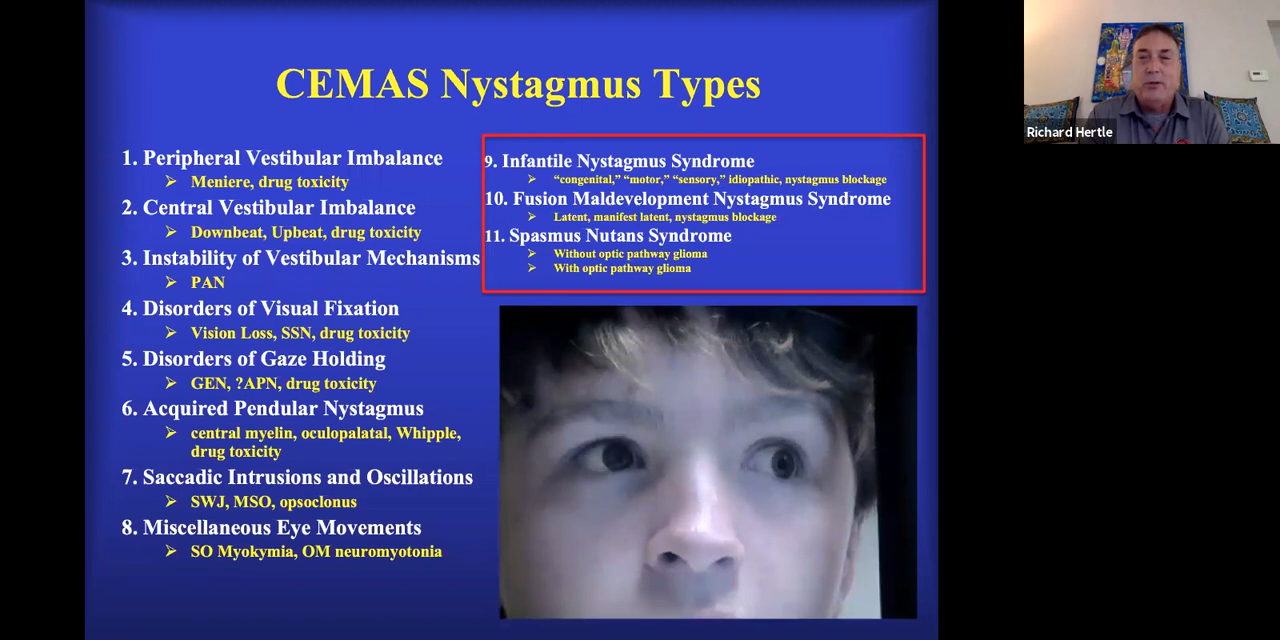 CEMAS Nystagmus Types
1. Peripheral Vestibular Imbalance
Meniere, drug toxicity
2. Central Vestibular Imbalance
Downbeat, Upbeat, drug toxicity
3. Instability of Vestibular Mechanisms
PAN
4. Disorders of Visual Fixation
Vision Loss, SSN, drug toxicity
5. Disorders of Gaze Holding
GEN, ?APN, drug toxicity
6. Acquired Pendular Nystagmus
central myelin, oculopalatal, Whipple,
drug toxicity
7. Saccadic Intrusions and Oscillations
SWJ, MSO, opsoclonus
8. Miscellaneous Eye Movements
SO Myokymia, OM neuromyotonia
9. Infantile Nystagmus Syndrome
“congenital,” “motor,” “sensory,” idiopathic, nystagmus blockage
10. Fusion Maldevelopment Nystagmus Syndrome
Latent, manifest latent, nystagmus blockage
11. Spasmus Nutans Syndrome
Without optic pathway glioma
With optic pathway glioma
Richard Hertle